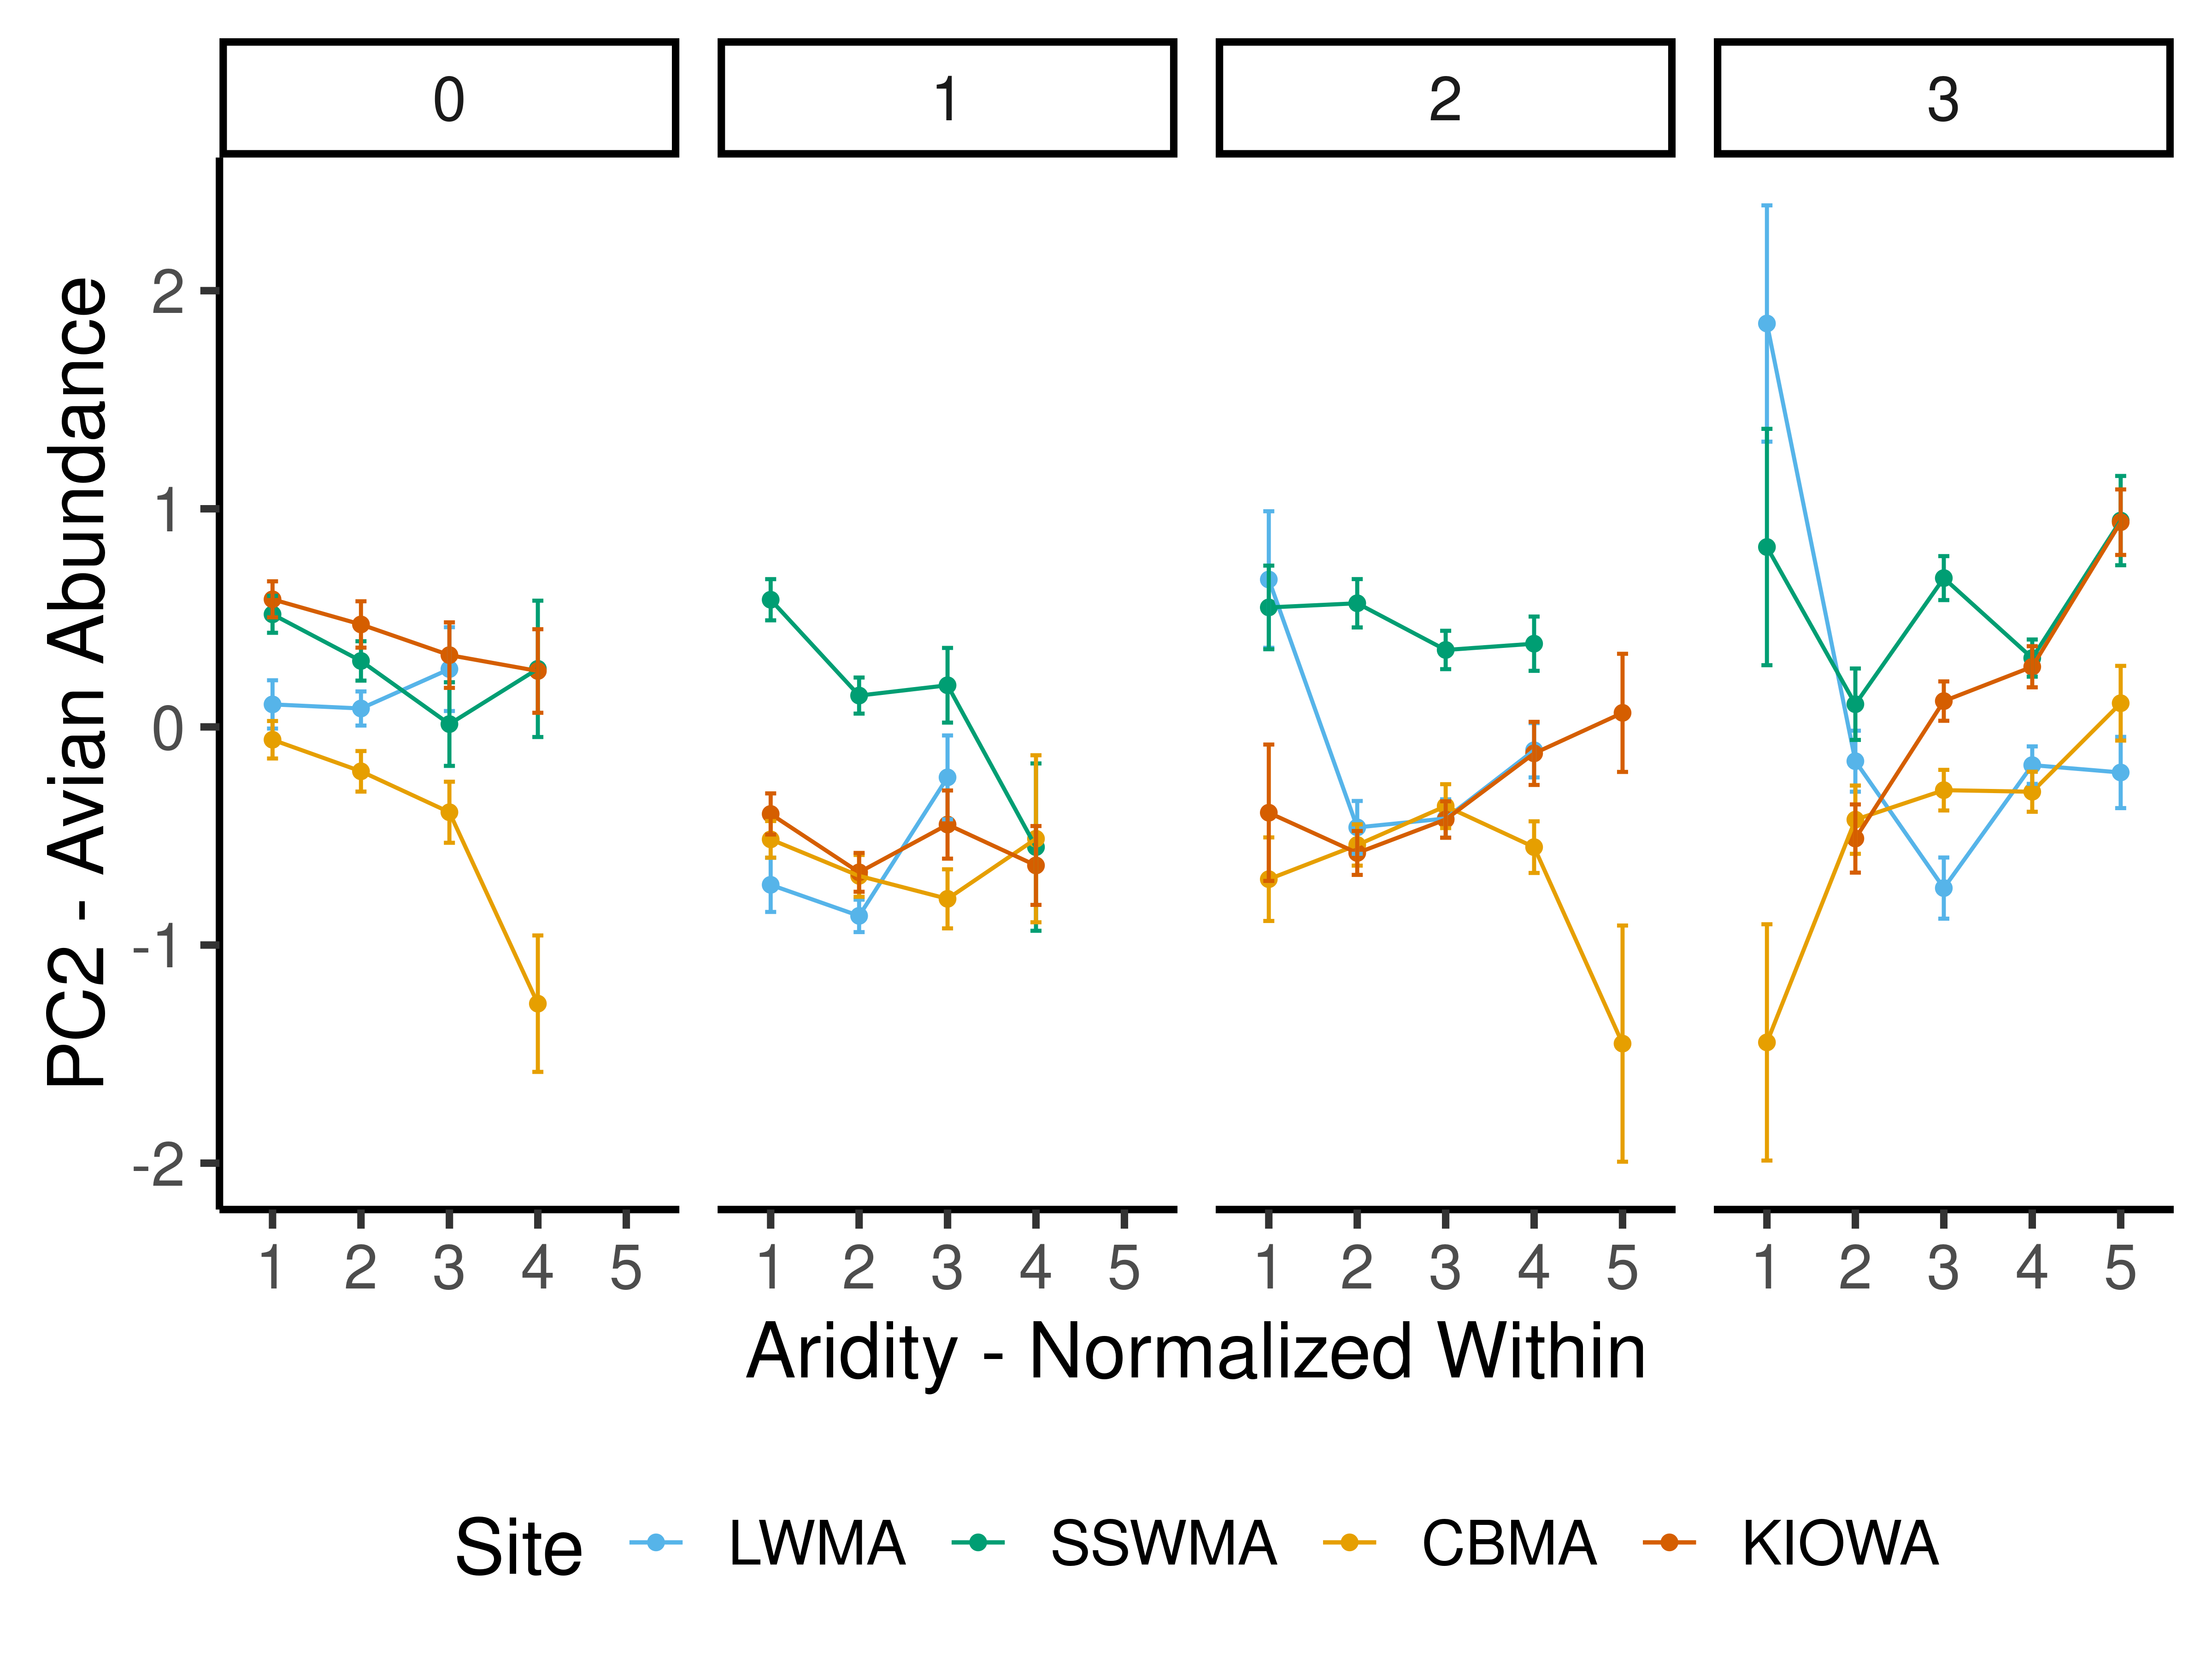 0 1 2 3
PC2 - Avian Abundance
2
1
0
-1
-2
1 2 3 4 5 1 2 3 4 5 1 2 3 4 5 1 2 3 4 5
Aridity - Normalized Within
Site LWMA SSWMA CBMA KIOWA